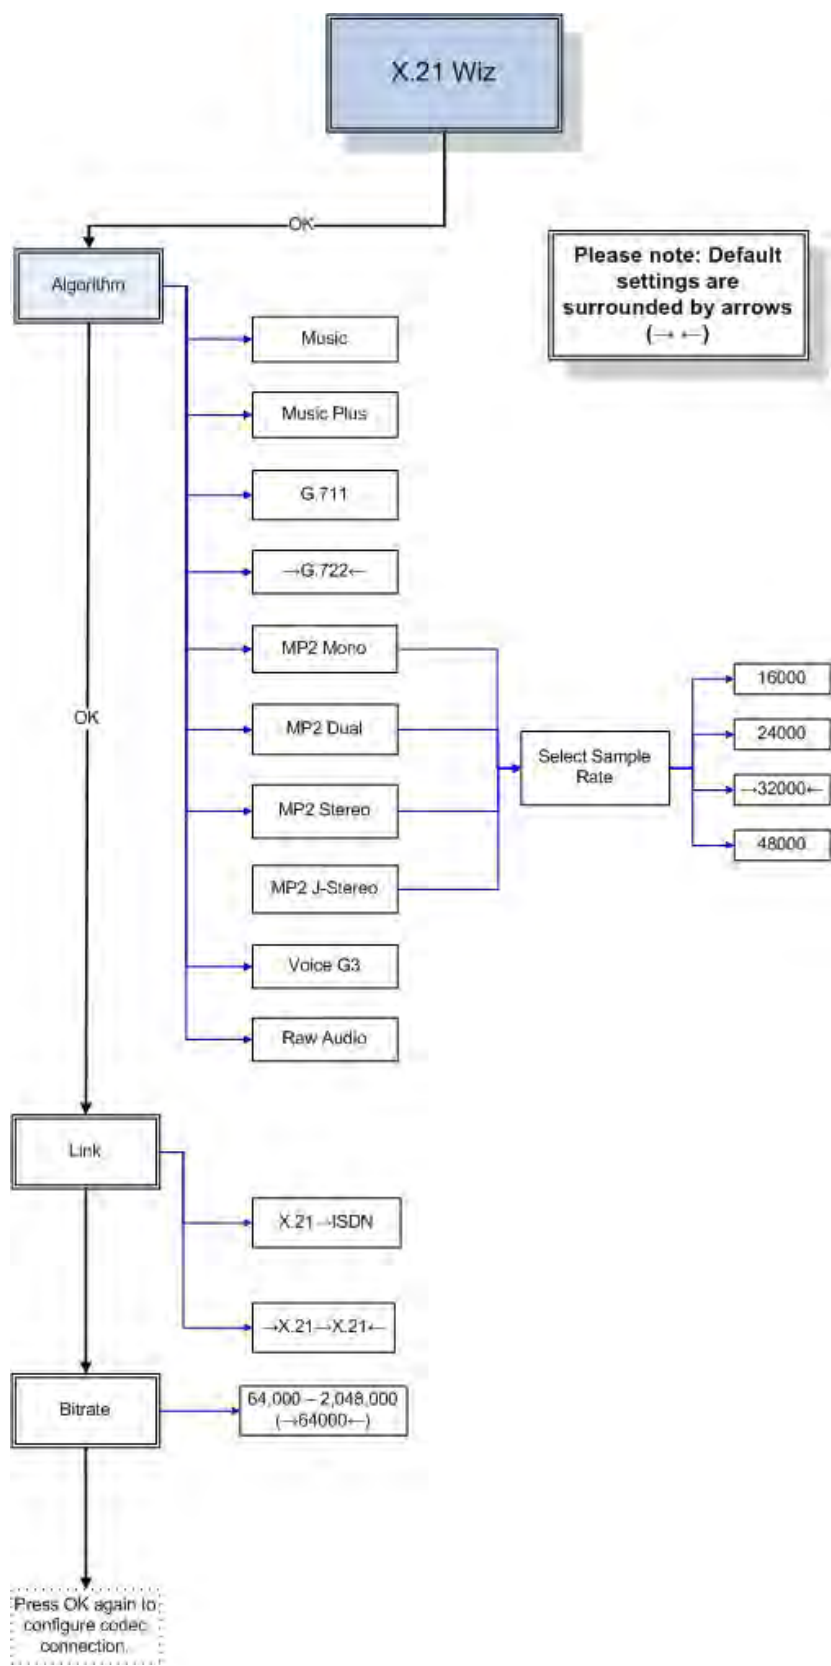 X.21 Wiz
OK
Please note: Default
settings are
surrounded by arrows
(→ ←)
Algorithm
Music
Music Plus
G.711
→G.722←
MP2 Mono
MP2 Dual
MP2 Stereo
MP2 J-Stereo
Voice G3
Raw Audio
Select Sample
Rate
16000
24000
→32000←
48000
OK
Link
X.21→ISDN
→X.21→X.21←
Bitrate
64,000 – 2,048,000
(→64000←)
Press OK again to
configure codec
connection.